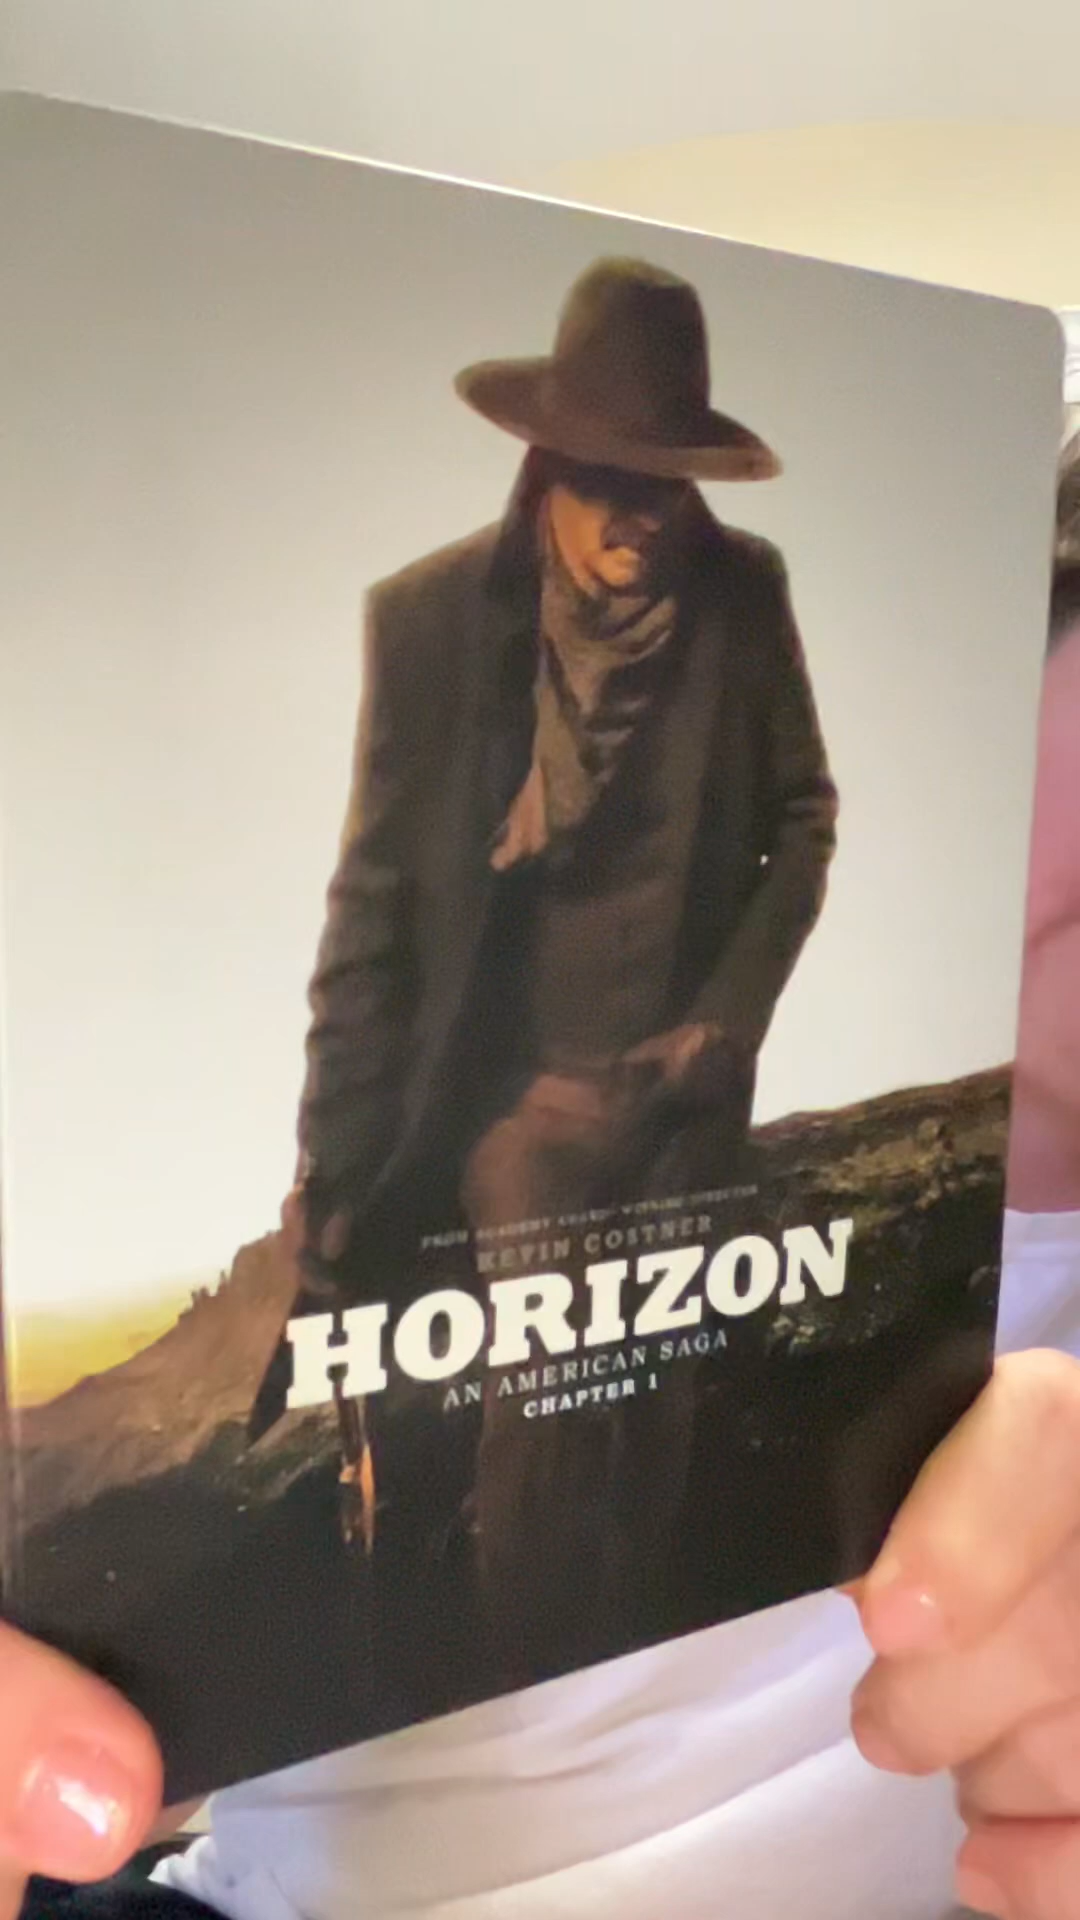 FROM ACADEMY AWARD® WINNING DIRECTOR
KEVIN COSTNER
HORIZON
AN AMERICAN SAGA
CHAPTER 1